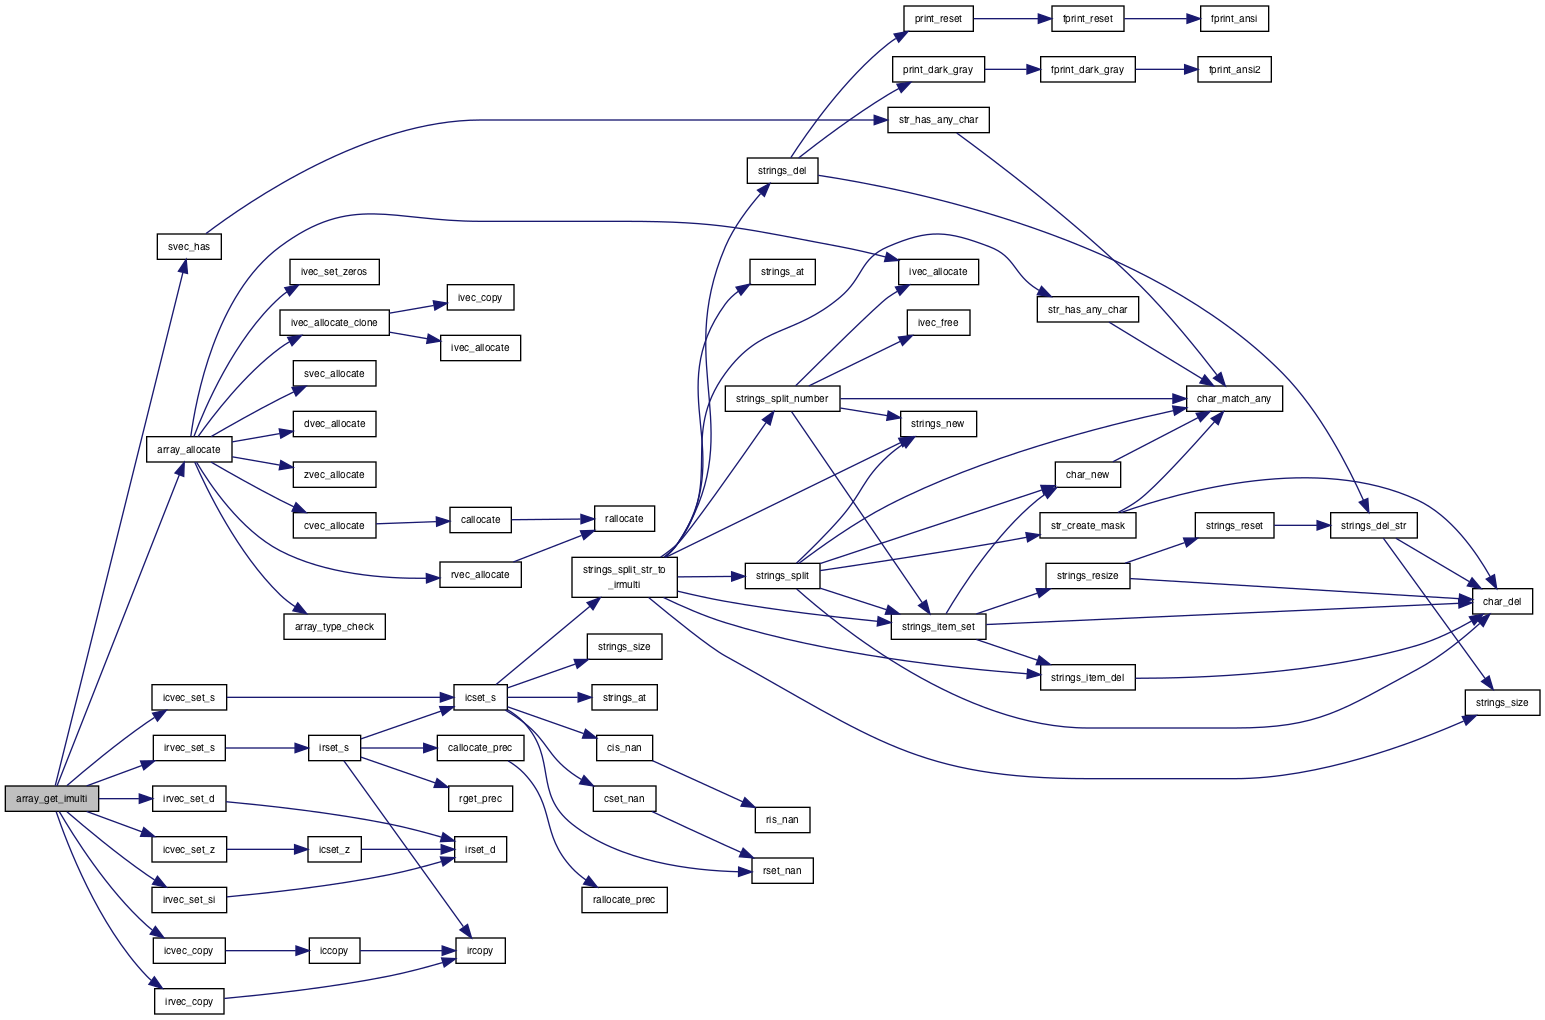 print_reset
fprint_reset
fprint_ansi
print_dark_gray
fprint_dark_gray
fprint_ansi2
str_has_any_char
strings_del
svec_has
ivec_set_zeros
strings_at
ivec_allocate
ivec_copy
str_has_any_char
ivec_allocate_clone
ivec_free
ivec_allocate
svec_allocate
strings_split_number
char_match_any
dvec_allocate
strings_new
array_allocate
zvec_allocate
char_new
cvec_allocate
callocate
rallocate
str_create_mask
strings_reset
strings_del_str
rvec_allocate
strings_split_str_to
_irmulti
strings_split
strings_resize
char_del
array_type_check
strings_item_set
strings_size
strings_item_del
icvec_set_s
icset_s
strings_at
strings_size
irvec_set_s
irset_s
callocate_prec
cis_nan
array_get_imulti
irvec_set_d
rget_prec
cset_nan
ris_nan
icvec_set_z
icset_z
irset_d
rset_nan
irvec_set_si
rallocate_prec
icvec_copy
iccopy
ircopy
irvec_copy